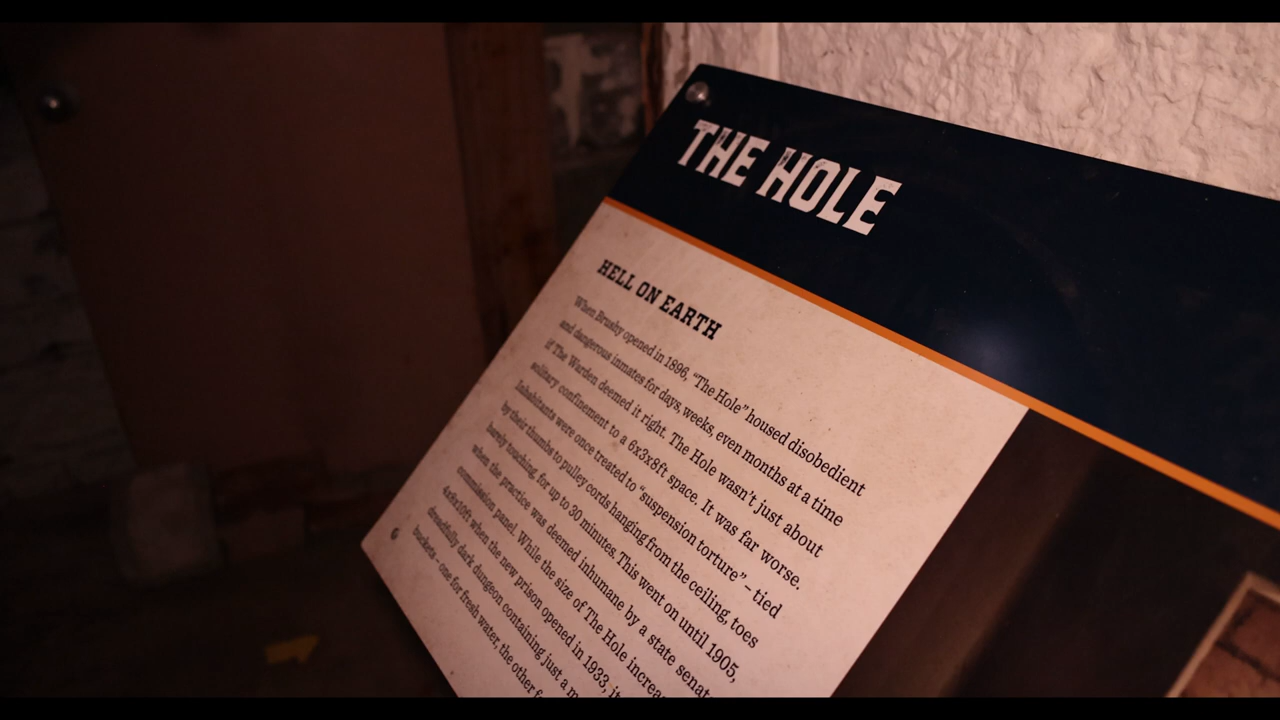 THE HOLE
HELL ON EARTH
When Brushy opened in 1896, “The Hole” housed disobedient
and dangerous inmates for days, weeks, even months at a time
if The Warden deemed it right. The Hole wasn’t just about
solitary confinement to a 6x3x8ft space. It was far worse.
Inhabitants were once treated to “suspension torture” – tied
by their thumbs to pulley cords hanging from the ceiling, toes
barely touching, for up to 30 minutes. This went on until 1905,
when the practice was deemed inhumane by a state senat
commission panel. While the size of The Hole increa
4x8x10ft when the new prison opened in 1933, it
dreadfully dark dungeon containing just a m
buckets – one for fresh water, the other f